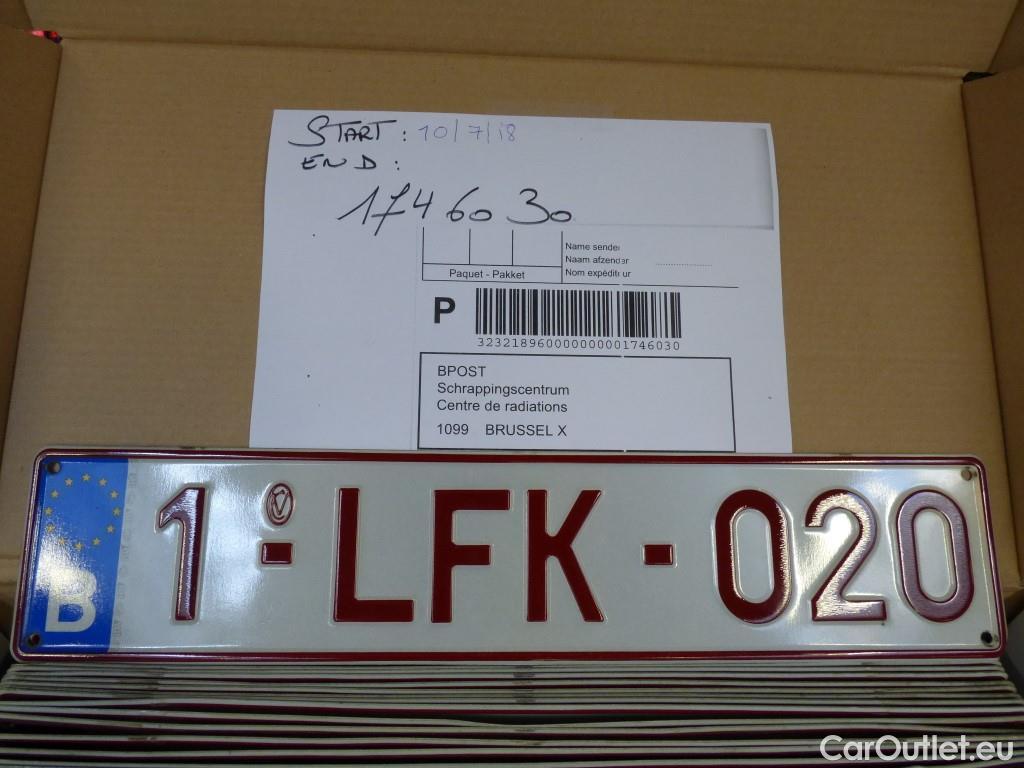 START: 10/7/18
END:
1746030
Name sender
Naam afzender ....................
Nom expéditeur
Paquet - Pakket
P
323218960000000001746030
BPOST
Schrappingscentrum
Centre de radiations
1099 BRUSSEL X
B 1-LFK-020
CarOutlet.eu